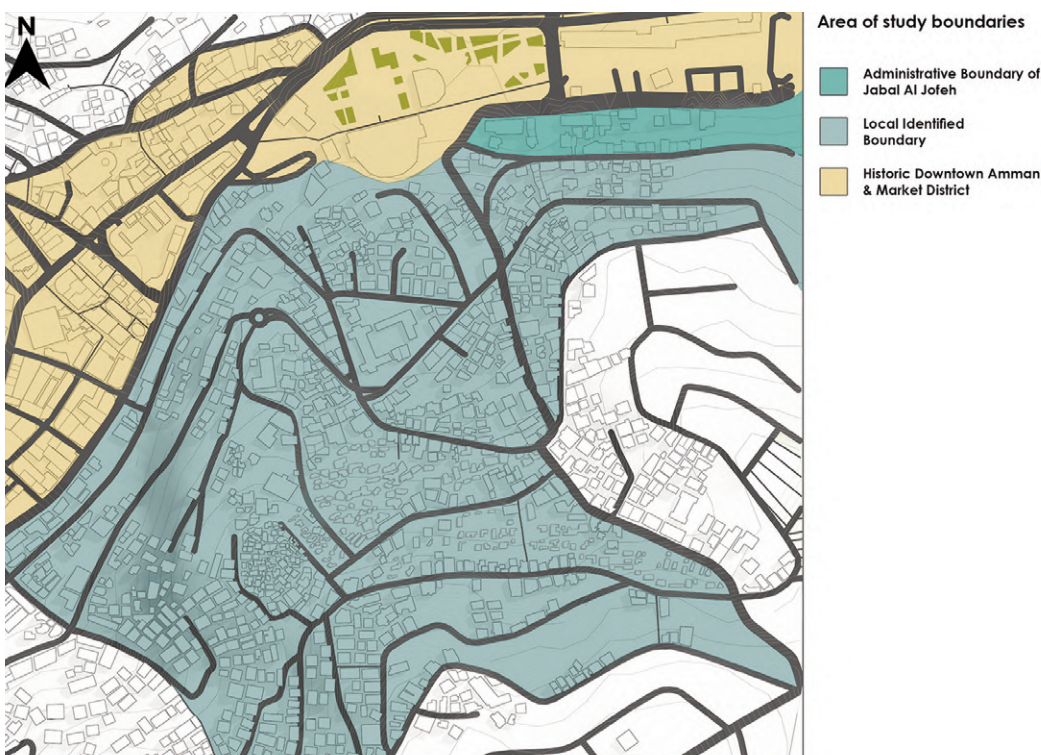 N
Area of study boundaries
Administrative Boundary of
Jabal Al Jofeh
Local Identified
Boundary
Historic Downtown Amman
& Market District